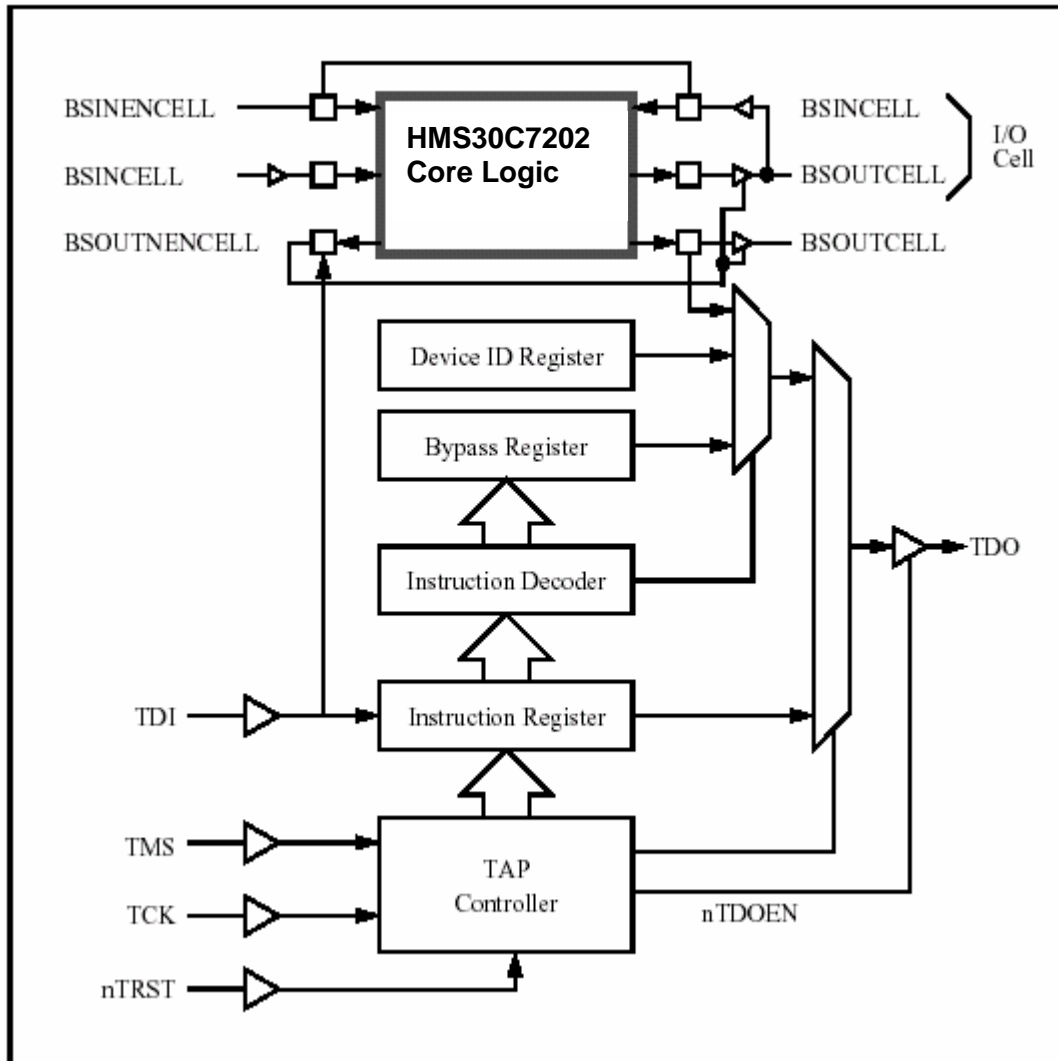 BSINENCELL
BSINCELL
BSOUTNENCELL
HMS30C7202
Core Logic
BSINCELL
BSOUTCELL
BSOUTCELL
I/O
Cell
Device ID Register
Bypass Register
Instruction Decoder
TDO
TDI
Instruction Register
TMS
TCK
nTRST
TAP
Controller
nTDOEN